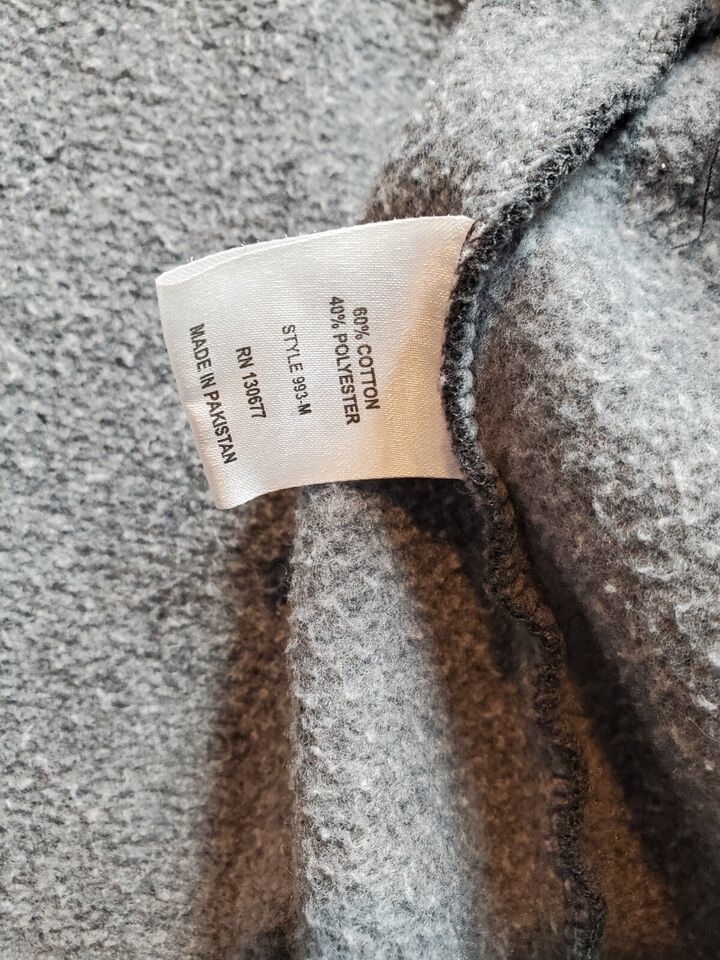 60% COTTON
40% POLYESTER
STYLE 993-M
RN 130677
MADE IN PAKISTAN